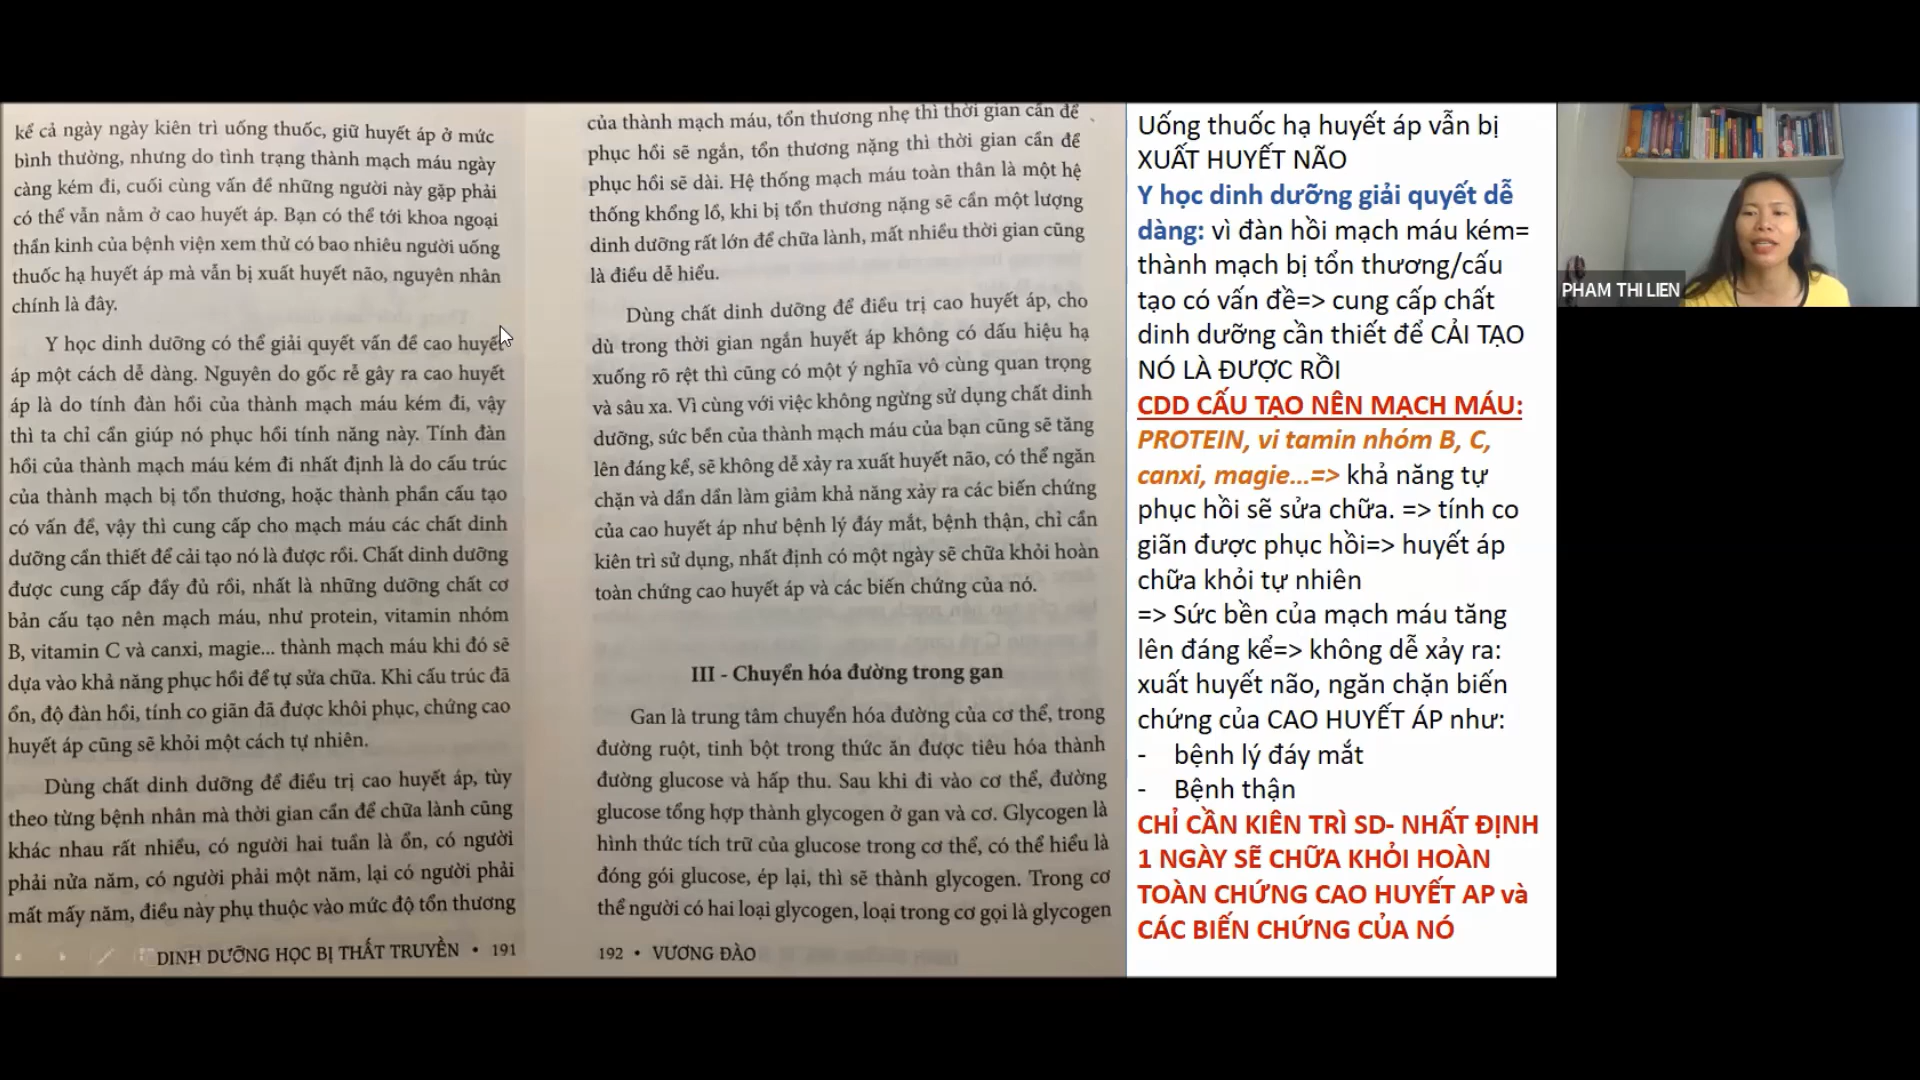 kể cả ngày ngày kiên trì uống thuốc, giữ huyết áp ở mức
bình thường, nhưng do tình trạng thành mạch máu ngày
càng kém đi, cuối cùng vấn đề những người này gặp phải
có thể vẫn nằm ở cao huyết áp. Bạn có thể tới khoa ngoại
thần kinh của bệnh viện xem thử có bao nhiêu người uống
thuốc hạ huyết áp mà vẫn bị xuất huyết não, nguyên nhân
chính là đây.
Y học dinh dưỡng có thể giải quyết vấn đề cao huyết
áp một cách dễ dàng. Nguyên do gốc rễ gây ra cao huyết
áp là do tính đàn hồi của thành mạch máu kém đi, vậy
thì ta chỉ cần giúp nó phục hồi tính năng này. Tính đàn
hồi của thành mạch máu kém đi nhất định là do cấu trúc
của thành mạch bị tổn thương, hoặc thành phần cấu tạo
có vấn đề, vậy thì cung cấp cho mạch máu các chất dinh
dưỡng cần thiết để cải tạo nó là được rồi. Chất dinh dưỡng
được cung cấp đầy đủ rồi, nhất là những dưỡng chất cơ
bản cấu tạo nên mạch máu, như protein, vitamin nhóm
B, vitamin C và canxi, magie... thành mạch máu khi đó sẽ
dựa vào khả năng phục hồi để tự sửa chữa. Khi cấu trúc đã
ổn, độ đàn hồi, tính co giãn đã được khôi phục, chứng cao
huyết áp cũng sẽ khỏi một cách tự nhiên.
Dùng chất dinh dưỡng để điều trị cao huyết áp, tùy
theo từng bệnh nhân mà thời gian cần để chữa lành cũng
khác nhau rất nhiều, có người hai tuần là ổn, có người
phải nửa năm, có người phải một năm, lại có người phải
mất mấy năm, điều này phụ thuộc vào mức độ tổn thương
DINH DƯỠNG HỌC BỊ THẤT TRUYỀN • 191
của thành mạch máu, tổn thương nhẹ thì thời gian cần để
phục hồi sẽ ngắn, tổn thương nặng thì thời gian cần để
phục hồi sẽ dài. Hệ thống mạch máu toàn thân là một hệ
thống khổng lồ, khi bị tổn thương nặng sẽ cần một lượng
dinh dưỡng rất lớn để chữa lành, mất nhiều thời gian cũng
là điều dễ hiểu.
Dùng chất dinh dưỡng để điều trị cao huyết áp, cho
dù trong thời gian ngắn huyết áp không có dấu hiệu hạ
xuống rõ rệt thì cũng có một ý nghĩa vô cùng quan trọng
và sâu xa. Vì cùng với việc không ngừng sử dụng chất dinh
dưỡng, sức bền của thành mạch máu của bạn cũng sẽ tăng
lên đáng kể, sẽ không dễ xảy ra xuất huyết não, có thể ngăn
chặn và dần dần làm giảm khả năng xảy ra các biến chứng
của cao huyết áp như bệnh lý đáy mắt, bệnh thận, chỉ cần
kiên trì sử dụng, nhất định có một ngày sẽ chữa khỏi hoàn
toàn chứng cao huyết áp và các biến chứng của nó.
III - Chuyển hóa đường trong gan
Gan là trung tâm chuyển hóa đường của cơ thể, trong
đường ruột, tinh bột trong thức ăn được tiêu hóa thành
đường glucose và hấp thu. Sau khi đi vào cơ thể, đường
glucose tổng hợp thành glycogen ở gan và cơ. Glycogen là
hình thức tích trữ của glucose trong cơ thể, có thể hiểu là
đóng gói glucose, ép lại, thì sẽ thành glycogen. Trong cơ
thể người có hai loại glycogen, loại trong cơ gọi là glycogen
192 • VƯƠNG ĐÀO
Uống thuốc hạ huyết áp vẫn bị
XUẤT HUYẾT NÃO
Y học dinh dưỡng giải quyết dễ
dàng: vì đàn hồi mạch máu kém=
thành mạch bị tổn thương/cấu
tạo có vấn đề=> cung cấp chất
dinh dưỡng cần thiết để CẢI TẠO
NÓ LÀ ĐƯỢC RỒI
CDD CẤU TẠO NÊN MẠCH MÁU:
PROTEIN, vi tamin nhóm B, C,
canxi, magie...=> khả năng tự
phục hồi sẽ sửa chữa. => tính co
giãn được phục hồi=> huyết áp
chữa khỏi tự nhiên
=> Sức bền của mạch máu tăng
lên đáng kể=> không dễ xảy ra:
xuất huyết não, ngăn chặn biến
chứng của CAO HUYẾT ÁP như:
- bệnh lý đáy mắt
- Bệnh thận
CHỈ CẦN KIÊN TRÌ SD- NHẤT ĐỊNH
1 NGÀY SẼ CHỮA KHỎI HOÀN
TOÀN CHỨNG CAO HUYẾT AP và
CÁC BIẾN CHỨNG CỦA NÓ
PHAM THI LIEN